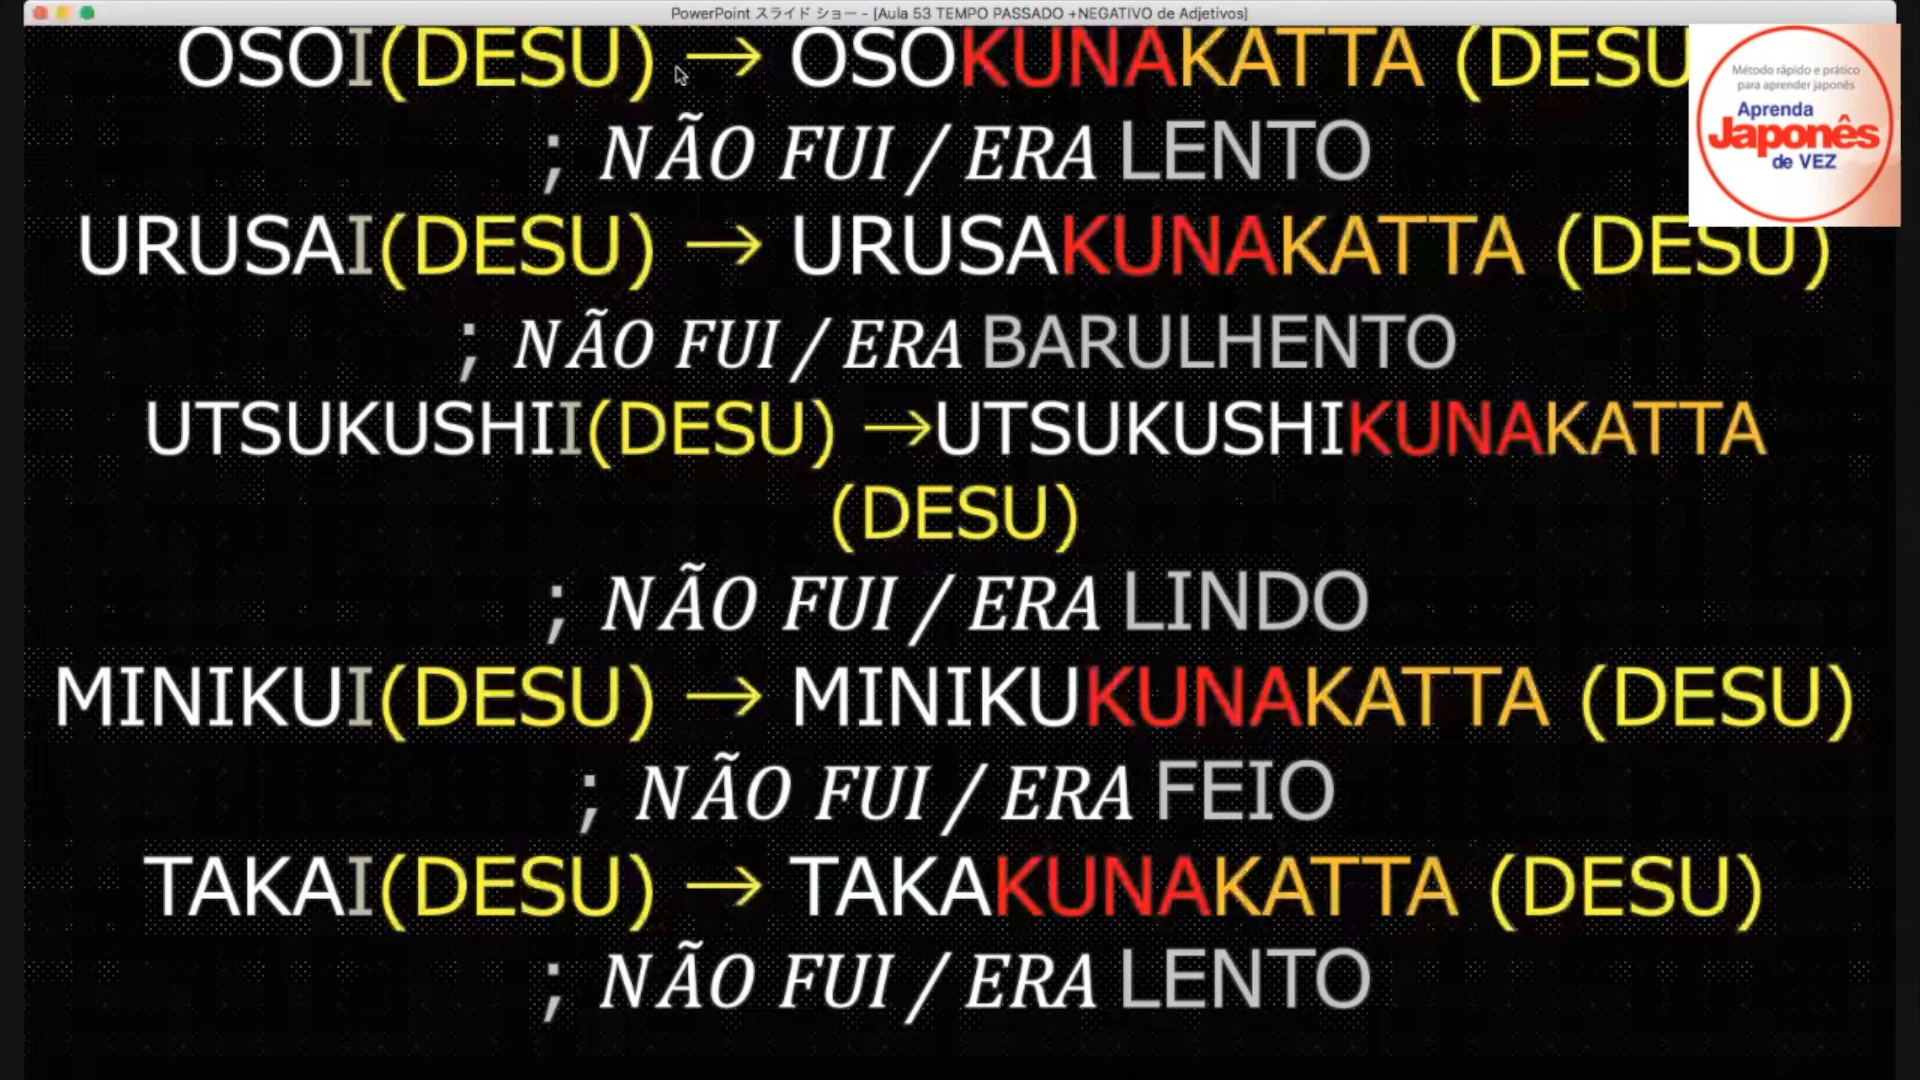 PowerPoint スライド ショー - [Aula 53 TEMPO PASSADO +NEGATIVO de Adjetivos]
OSOI(DESU) → OSOKUNAKATTA (DESU
Método rápido e prático
para aprender japonês
Aprenda
Japonês
de VEZ
; NÃO FUI / ERA LENTO
URUSAI(DESU) → URUSAKUNAKATTA (DESU)
; NÃO FUI / ERA BARULHENTO
UTSUKUSHII(DESU) →UTSUKUSHIKUNAKATTA
(DESU)
; NÃO FUI / ERA LINDO
MINIKUI(DESU) → MINIKUKUNAKATTA (DESU)
; NÃO FUI / ERA FEIO
TAKAI(DESU) → TAKAKUNAKATTA (DESU)
; NÃO FUI / ERA LENTO